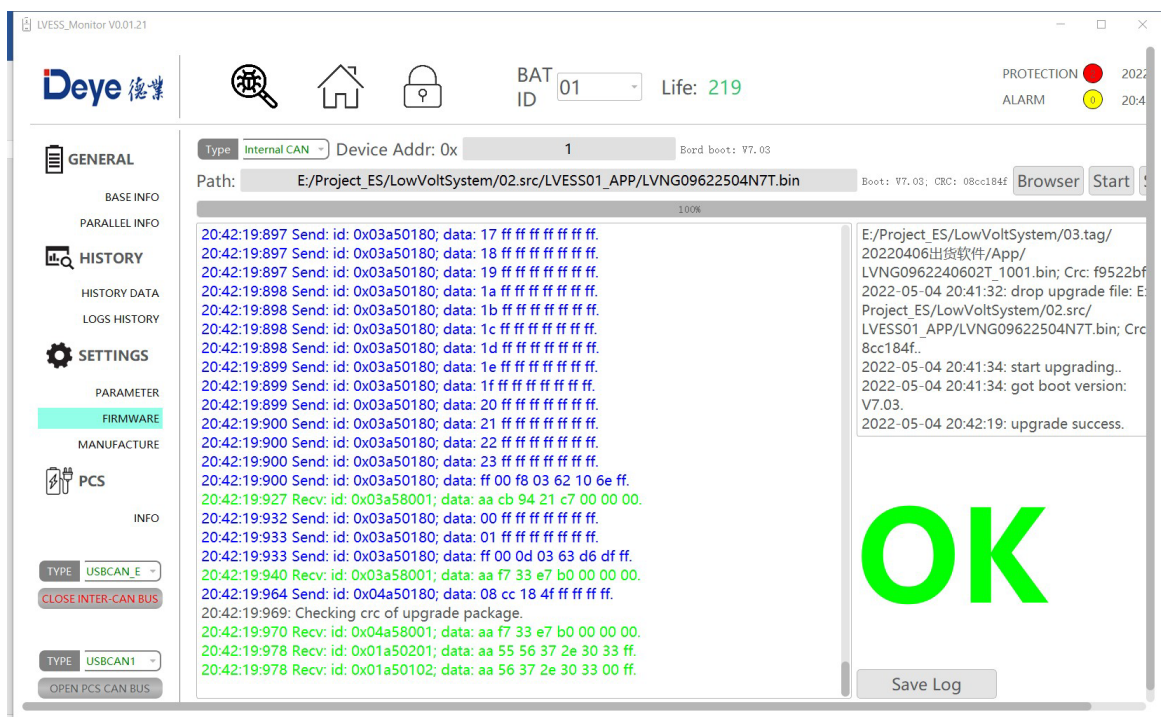 LVESS_Monitor V0.01.21
Deye 德業
BAT ID 01 Life: 219
PROTECTION 2022
ALARM 0 20:4
GENERAL
BASE INFO
PARALLEL INFO
HISTORY
HISTORY DATA
LOGS HISTORY
SETTINGS
PARAMETER
FIRMWARE
MANUFACTURE
PCS
INFO
TYPE USBCAN_E
CLOSE INTER-CAN BUS
TYPE USBCAN1
OPEN PCS CAN BUS
Type Internal CAN Device Addr: 0x 1 Bord boot: V7.03
Path: E:/Project_ES/LowVoltSystem/02.src/LVESS01_APP/LVNG09622504N7T.bin Boot: V7.03; CRC: 08cc184f Browser Start
100%
20:42:19:897 Send: id: 0x03a50180; data: 17 ff ff ff ff ff ff ff.
20:42:19:897 Send: id: 0x03a50180; data: 18 ff ff ff ff ff ff ff.
20:42:19:897 Send: id: 0x03a50180; data: 19 ff ff ff ff ff ff ff.
20:42:19:898 Send: id: 0x03a50180; data: 1a ff ff ff ff ff ff ff.
20:42:19:898 Send: id: 0x03a50180; data: 1b ff ff ff ff ff ff ff.
20:42:19:898 Send: id: 0x03a50180; data: 1c ff ff ff ff ff ff ff.
20:42:19:898 Send: id: 0x03a50180; data: 1d ff ff ff ff ff ff ff.
20:42:19:899 Send: id: 0x03a50180; data: 1e ff ff ff ff ff ff ff.
20:42:19:899 Send: id: 0x03a50180; data: 1f ff ff ff ff ff ff ff.
20:42:19:899 Send: id: 0x03a50180; data: 20 ff ff ff ff ff ff ff.
20:42:19:900 Send: id: 0x03a50180; data: 21 ff ff ff ff ff ff ff.
20:42:19:900 Send: id: 0x03a50180; data: 22 ff ff ff ff ff ff ff.
20:42:19:900 Send: id: 0x03a50180; data: 23 ff ff ff ff ff ff ff.
20:42:19:900 Send: id: 0x03a50180; data: ff 00 f8 03 62 10 6e ff.
20:42:19:927 Recv: id: 0x03a58001; data: aa cb 94 21 c7 00 00 00.
20:42:19:932 Send: id: 0x03a50180; data: 00 ff ff ff ff ff ff ff.
20:42:19:933 Send: id: 0x03a50180; data: 01 ff ff ff ff ff ff ff.
20:42:19:933 Send: id: 0x03a50180; data: ff 00 0d 03 63 d6 df ff.
20:42:19:940 Recv: id: 0x03a58001; data: aa f7 33 e7 b0 00 00 00.
20:42:19:964 Send: id: 0x04a50180; data: 08 cc 18 4f ff ff ff ff.
20:42:19:969: Checking crc of upgrade package.
20:42:19:970 Recv: id: 0x04a58001; data: aa f7 33 e7 b0 00 00 00.
20:42:19:978 Recv: id: 0x01a50201; data: aa 55 56 37 2e 30 33 ff.
20:42:19:978 Recv: id: 0x01a50102; data: aa 56 37 2e 30 33 00 ff.
E:/Project_ES/LowVoltSystem/03.tag/
20220406出货软件/App/
LVNG0962240602T_1001.bin; Crc: f9522bf
2022-05-04 20:41:32: drop upgrade file: E:
Project_ES/LowVoltSystem/02.src/
LVESS01_APP/LVNG09622504N7T.bin; Crc
8cc184f..
2022-05-04 20:41:34: start upgrading..
2022-05-04 20:41:34: got boot version:
V7.03.
2022-05-04 20:42:19: upgrade success.
OK
Save Log